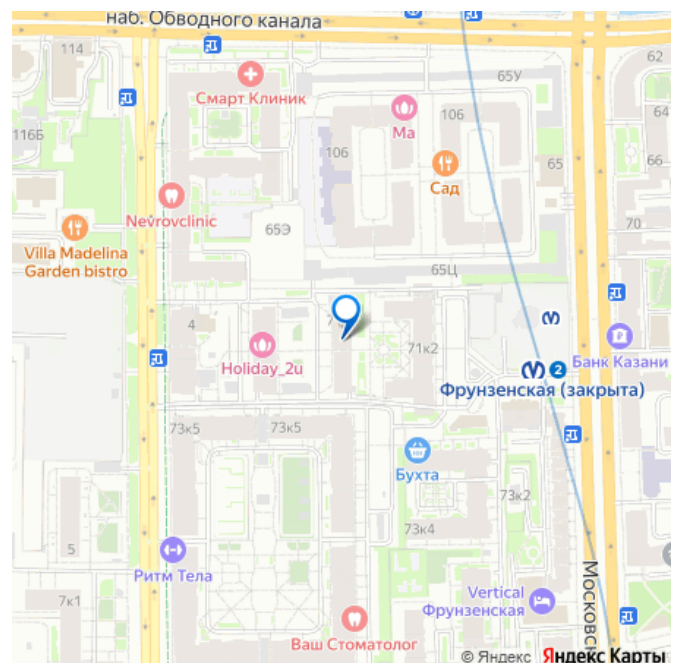 наб. Обводного канала
114
65У
62
Смарт Клиник
106
64
Ма
116Б
106
65
66
Сад
Nevrovclinic
70
65Э
Villa Madelina
Garden bistro
65Ц
4
71к2
Банк Казани
Holiday_2u
2
Фрунзенская (закрыта)
73к5
73к5
Бухта
73к2
73к4
5
Ритм Тела
Московск
7к1
Vertical
Фрунзенская
Ваш Стоматолог
© Яндекс Яндекс Карты